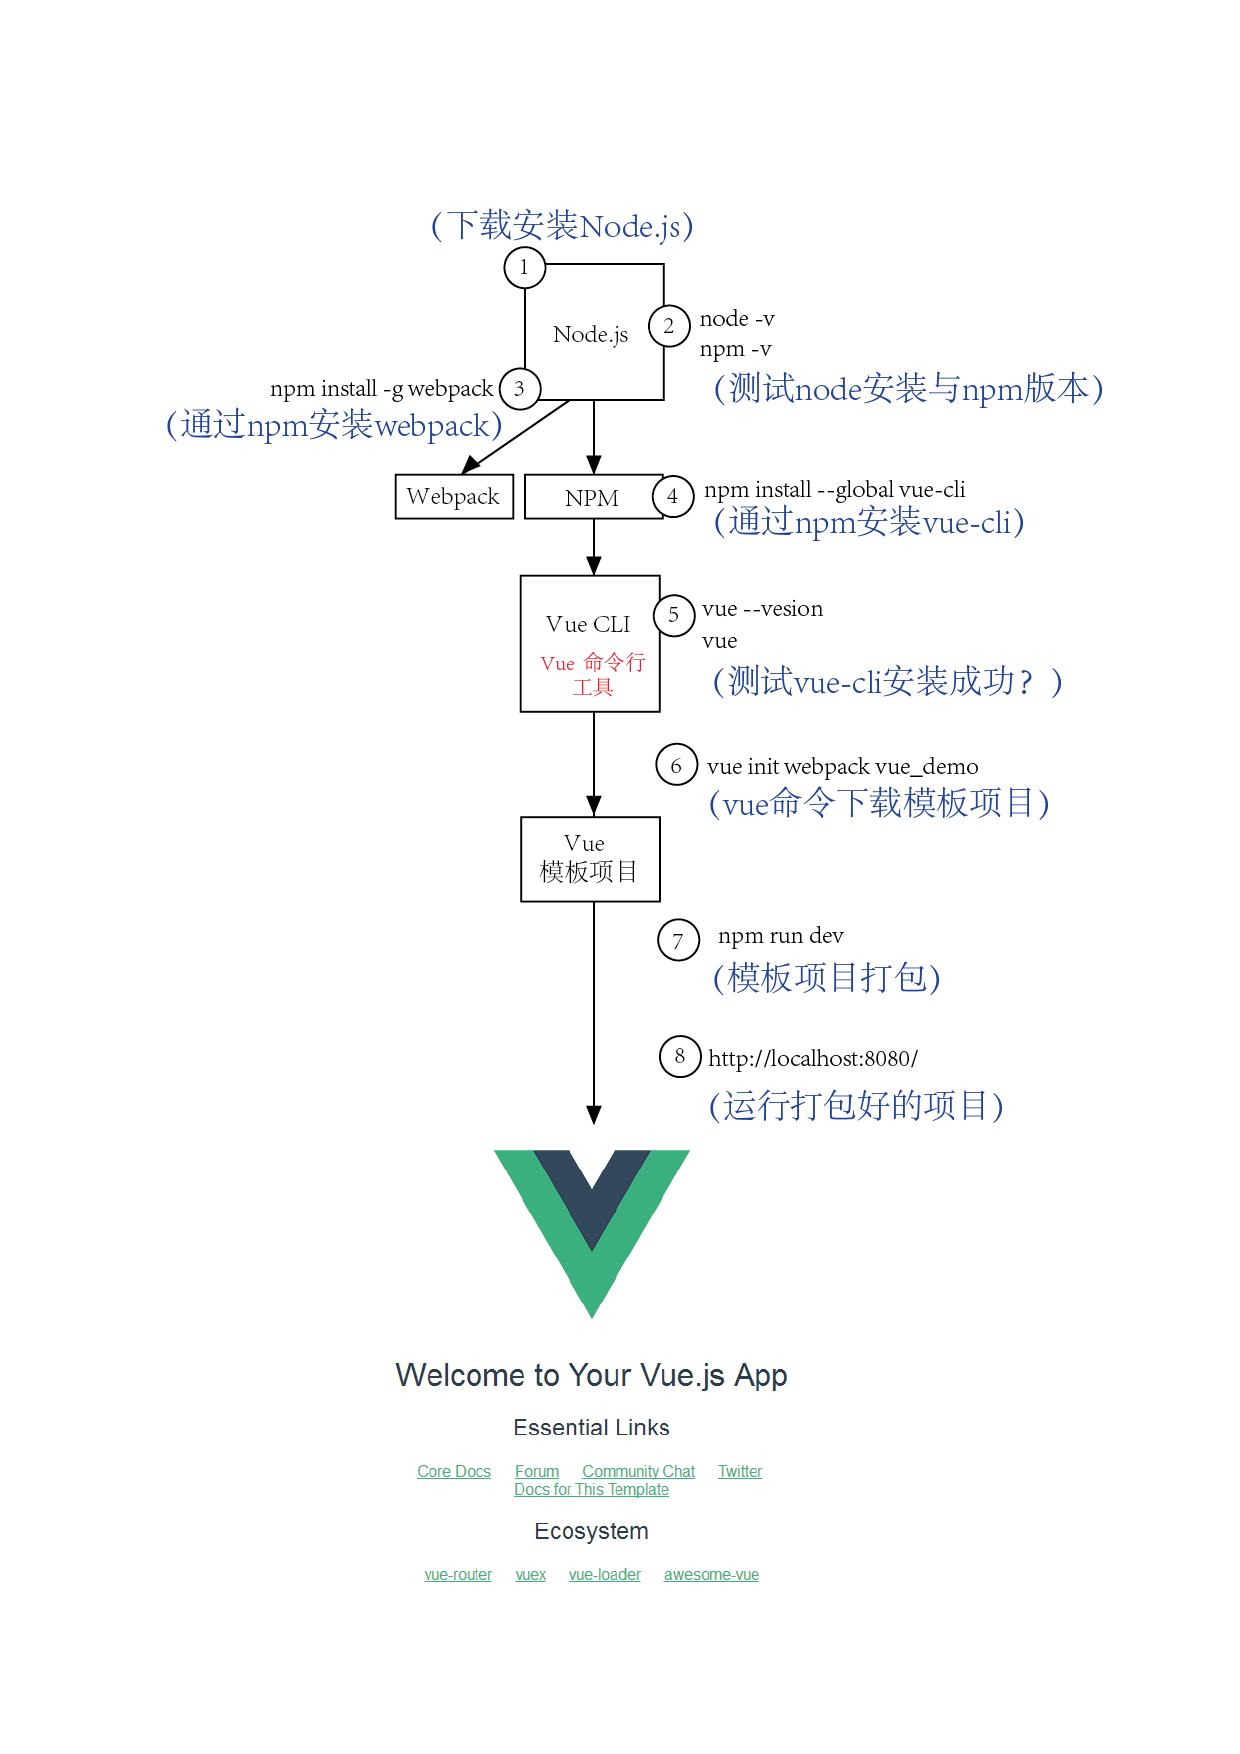 （下载安装Node.js）
1
Node.js
2
node -v
npm -v
（测试node安装与npm版本）
npm install -g webpack
3
（通过npm安装webpack）
Webpack
NPM
4
npm install --global vue-cli
（通过npm安装vue-cli）
Vue CLI
Vue 命令行
工具
5
vue --vesion
vue
（测试vue-cli安装成功？）
6
vue init webpack vue_demo
（vue命令下载模板项目）
Vue
模板项目
7
npm run dev
（模板项目打包）
8
http://localhost:8080/
（运行打包好的项目）
Welcome to Your Vue.js App
Essential Links
Core Docs Forum Community Chat Twitter
Docs for This Template
Ecosystem
vue-router vuex vue-loader awesome-vue